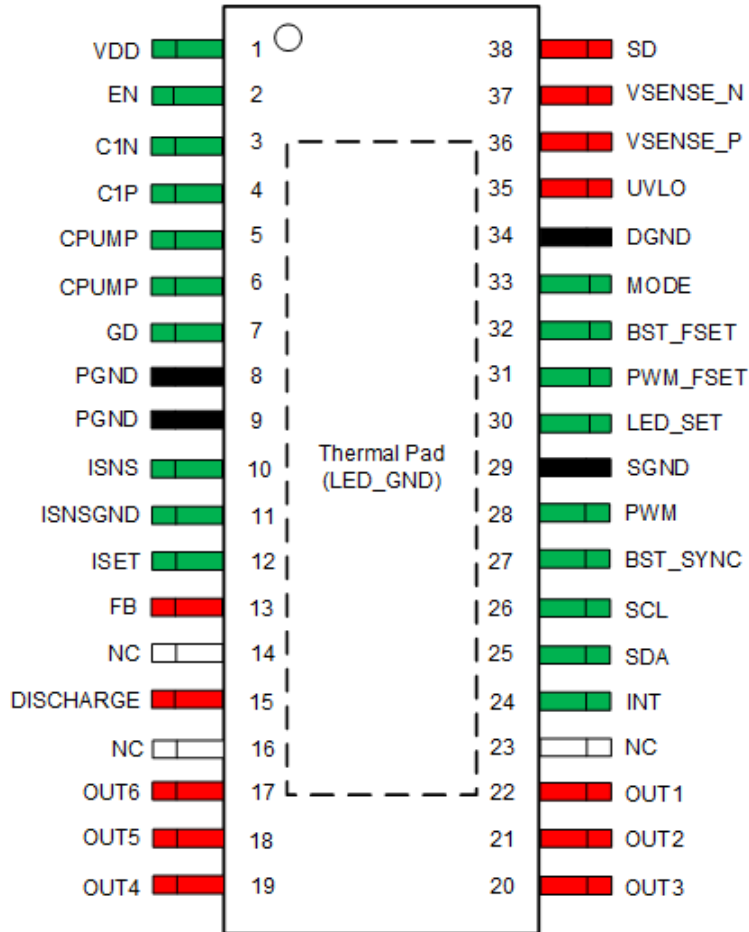 VDD 1 38 SD
EN 2 37 VSENSE_N
C1N 3 36 VSENSE_P
C1P 4 35 UVLO
CPUMP 5 34 DGND
CPUMP 6 33 MODE
GD 7 32 BST_FSET
PGND 8 31 PWM_FSET
PGND 9 30 LED_SET
Thermal Pad
(LED_GND)
ISNS 10 29 SGND
ISNSGND 11 28 PWM
ISET 12 27 BST_SYNC
FB 13 26 SCL
NC 14 25 SDA
DISCHARGE 15 24 INT
NC 16 23 NC
OUT6 17 22 OUT1
OUT5 18 21 OUT2
OUT4 19 20 OUT3